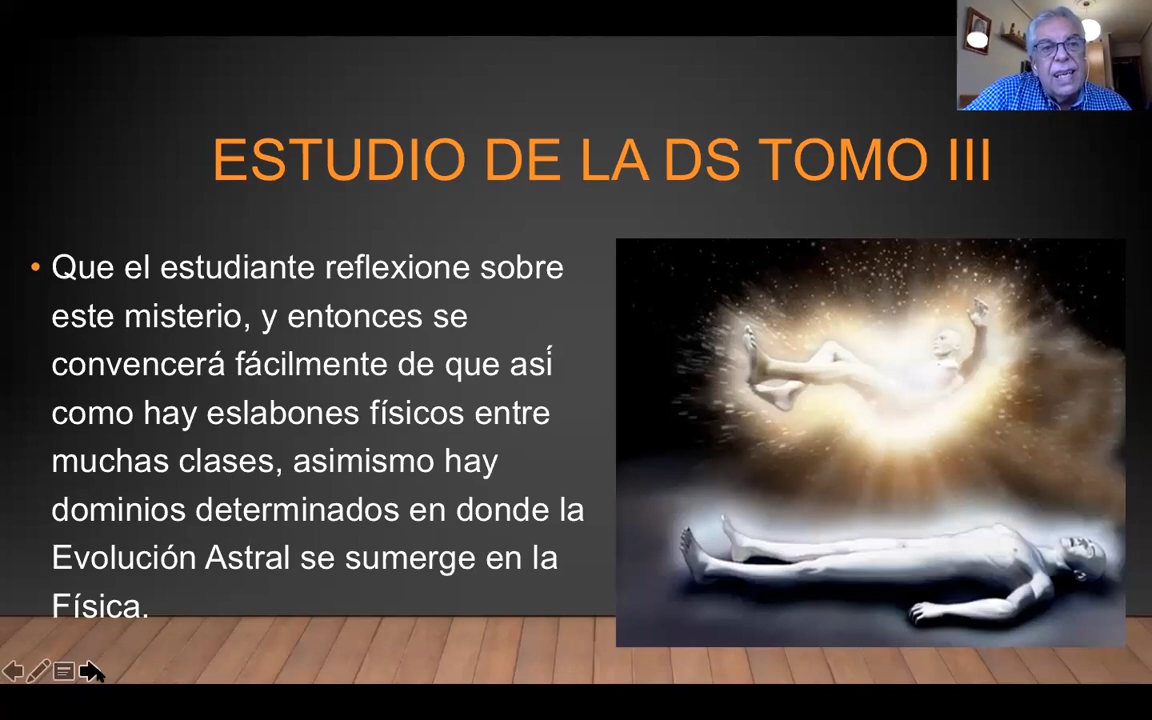 ESTUDIO DE LA DS TOMO III
• Que el estudiante reflexione sobre
este misterio, y entonces se
convencerá fácilmente de que así
como hay eslabones físicos entre
muchas clases, asimismo hay
dominios determinados en donde la
Evolución Astral se sumerge en la
Física.